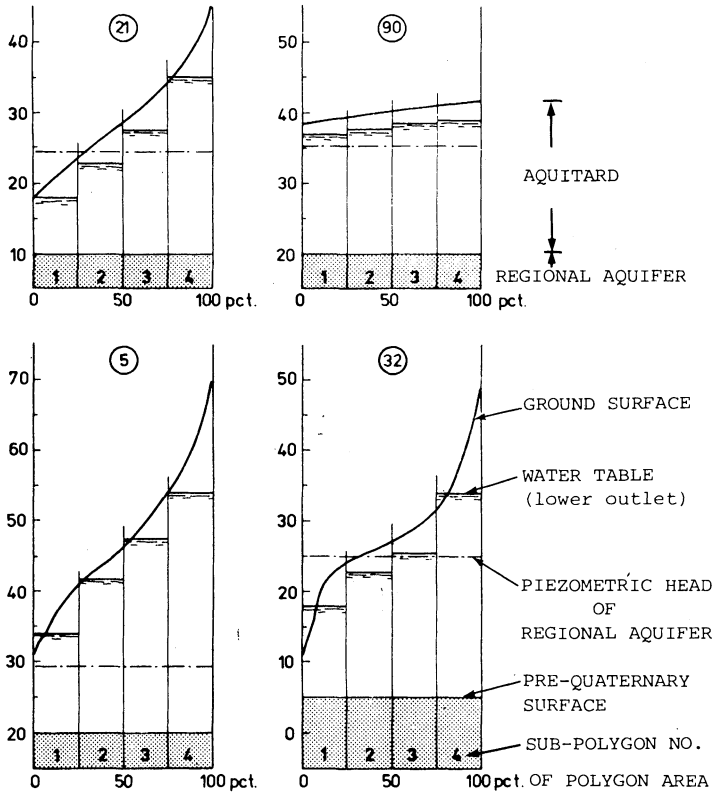 21
40
30
20
10
1 2 3 4
0 50 100 pct.
90
50
40
30
20
1 2 3 4
0 50 100 pct.
AQUITARD
REGIONAL AQUIFER
5
70
60
50
40
30
20
1 2 3 4
0 50 100 pct.
32
50
40
30
20
10
0
1 2 3 4
0 50 100 pct. OF POLYGON AREA
GROUND SURFACE
WATER TABLE
(lower outlet)
PIEZOMETRIC HEAD
OF
REGIONAL AQUIFER
PRE-QUATERNARY
SURFACE
SUB-POLYGON NO.